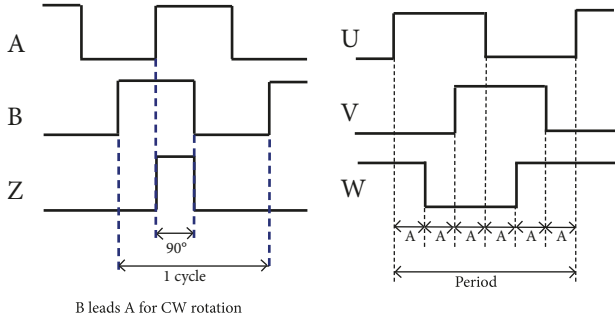 A
B
Z
90°
1 cycle
B leads A for CW rotation
U
V
W
A A A A A A
Period